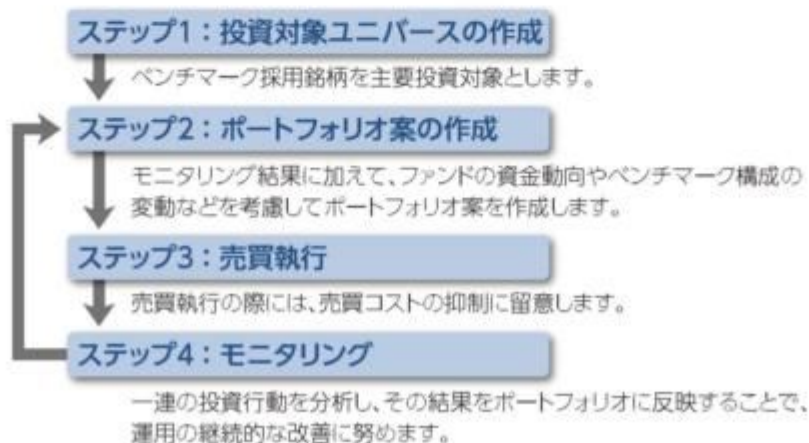 ステップ1：投資対象ユニバースの作成
ベンチマーク採用銘柄を主要投資対象とします。
ステップ2：ポートフォリオ案の作成
モニタリング結果に加えて、ファンドの資金動向やベンチマーク構成の
変動などを考慮してポートフォリオ案を作成します。
ステップ3：売買執行
売買執行の際には、売買コストの抑制に留意します。
ステップ4：モニタリング
一連の投資行動を分析し、その結果をポートフォリオに反映することで、
運用の継続的な改善に努めます。